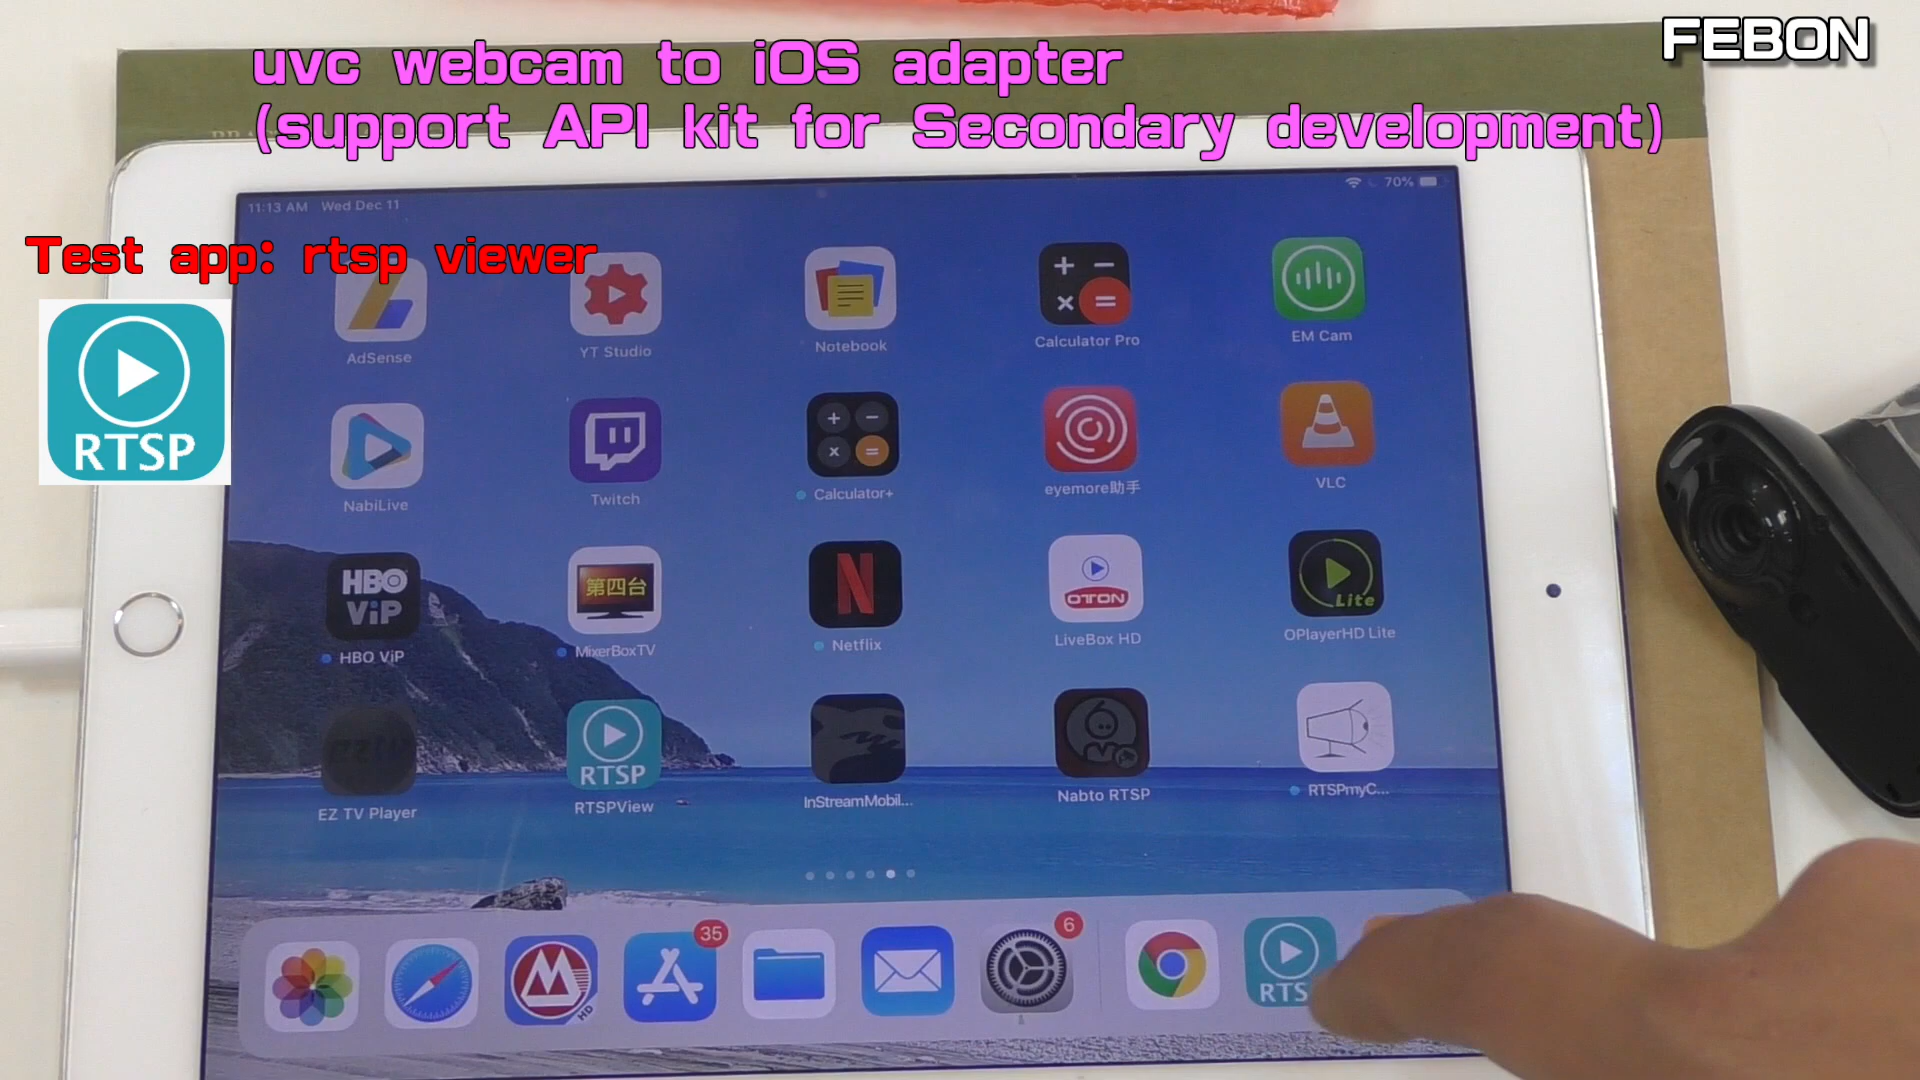 FEBON
uvc webcam to iOS adapter
(support API kit for Secondary development)
11:13 AM Wed Dec 11
70%
Test app: rtsp viewer
RTSP
AdSense
YT Studio
Notebook
Calculator Pro
EM Cam
NabiLive
Twitch
Calculator+
eyemore助手
VLC
HBO
ViP
第四台
N
OTON
Lite
HBO ViP
MixerBoxTV
Netflix
LiveBox HD
OPlayerHD Lite
RTSP
EZ TV Player
RTSPView
InStreamMobil...
Nabto RTSP
RTSPmyC...
35
6
HD
RTS